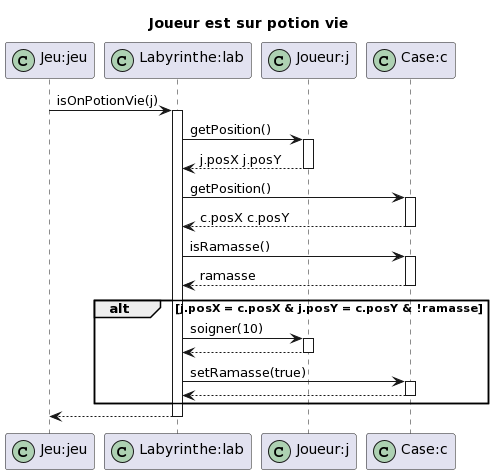 Joueur est sur potion vie
C Jeu:jeu C Labyrinthe:lab C Joueur:j C Case:c
isOnPotionVie(j)
getPosition()
j.posX j.posY
getPosition()
c.posX c.posY
isRamasse()
ramasse
alt [j.posX = c.posX & j.posY = c.posY & !ramasse]
soigner(10)
setRamasse(true)
C Jeu:jeu C Labyrinthe:lab C Joueur:j C Case:c